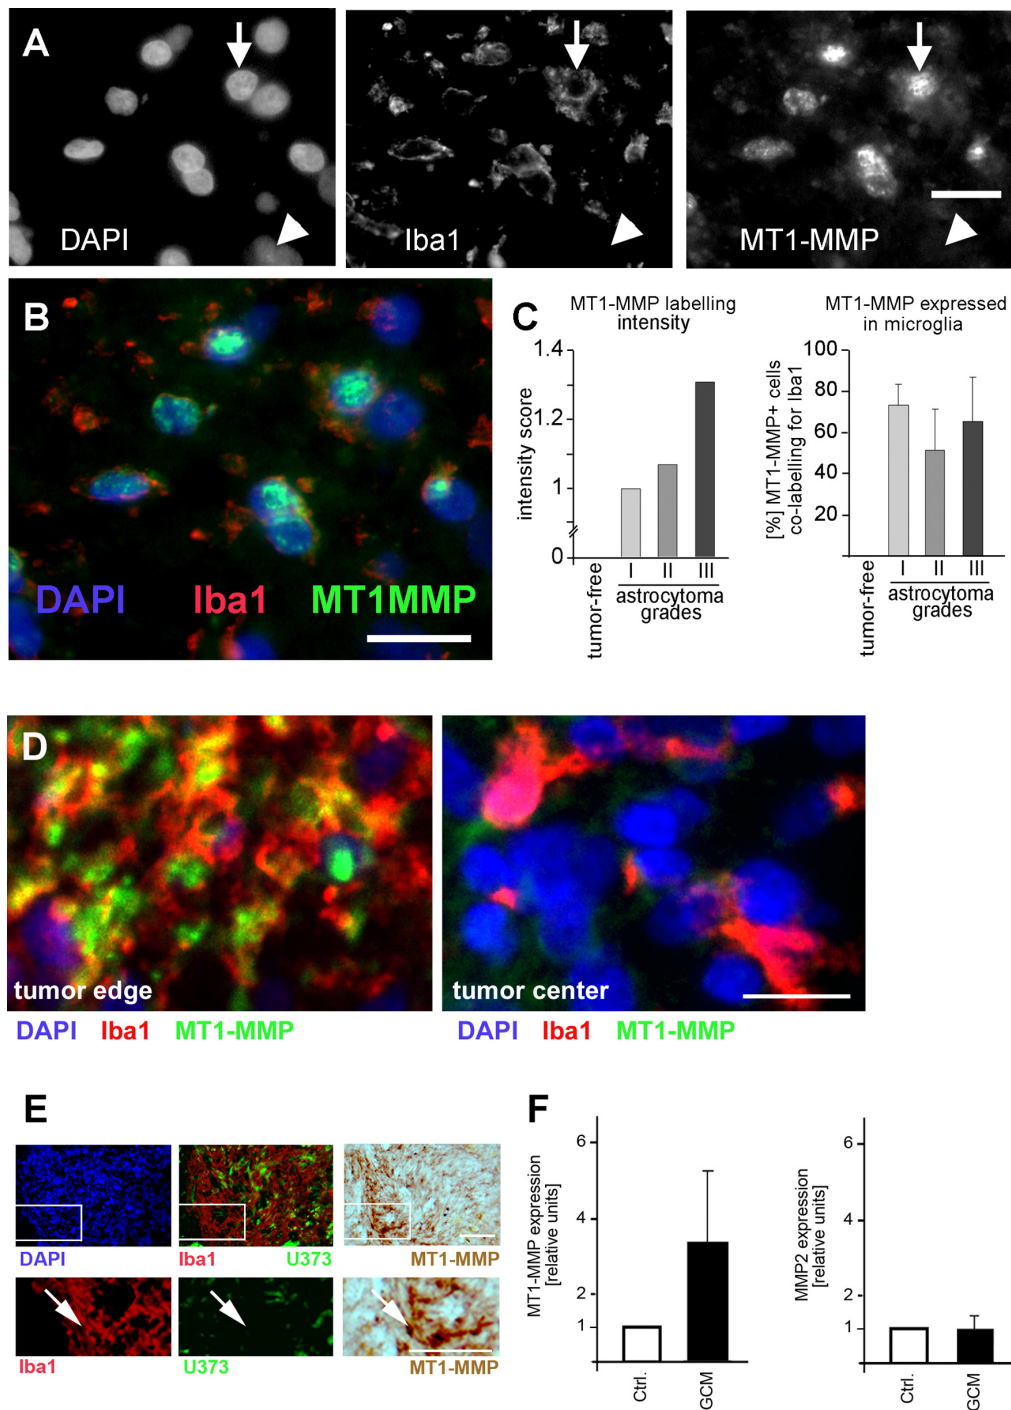 A
DAPI
Iba1
MT1-MMP
B
DAPI Iba1 MT1MMP
C
MT1-MMP labelling
intensity
intensity score
1.4
1.2
1
0
tumor-free
I II III
astrocytoma
grades
MT1-MMP expressed
in microglia
[%] MT1-MMP+ cells
co-labelling for Iba1
100
80
60
40
20
tumor-free
I II III
astrocytoma
grades
D
tumor edge
DAPI Iba1 MT1-MMP
tumor center
DAPI Iba1 MT1-MMP
E
DAPI
Iba1 U373
MT1-MMP
Iba1
U373
MT1-MMP
F
MT1-MMP expression
[relative units]
6
4
2
1
Ctrl.
GCM
MMP2 expression
[relative units]
6
4
2
1
Ctrl.
GCM